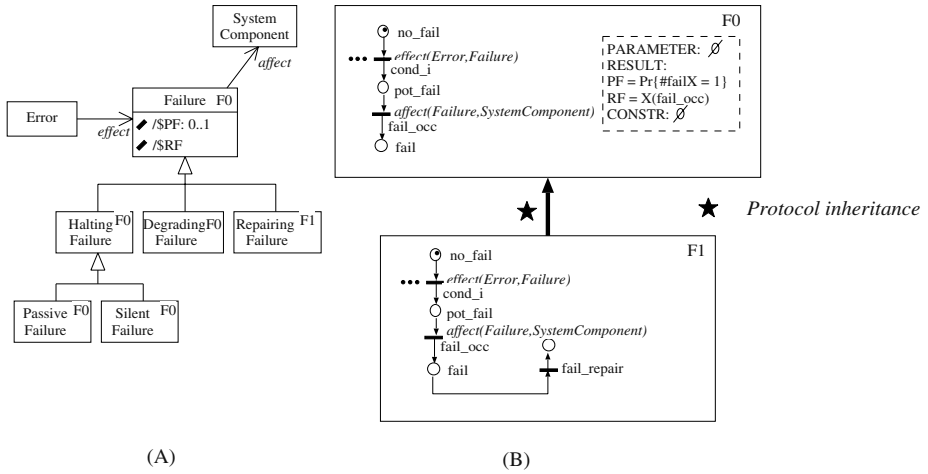 System
Component
affect
Failure F0
Error
effect
/$PF: 0..1
/$RF
Halting
Failure
F0
Degrading
Failure
F0
Repairing
Failure
F1
Passive
Failure
F0
Silent
Failure
F0
(A)
F0
no_fail
effect(Error,Failure)
cond_i
pot_fail
affect(Failure,SystemComponent)
fail_occ
fail
PARAMETER: Ø
RESULT:
PF = Pr{#failX = 1}
RF = X(fail_occ)
CONSTR: Ø
Protocol inheritance
F1
no_fail
effect(Error,Failure)
cond_i
pot_fail
affect(Failure,SystemComponent)
fail_occ
fail
fail_repair
(B)